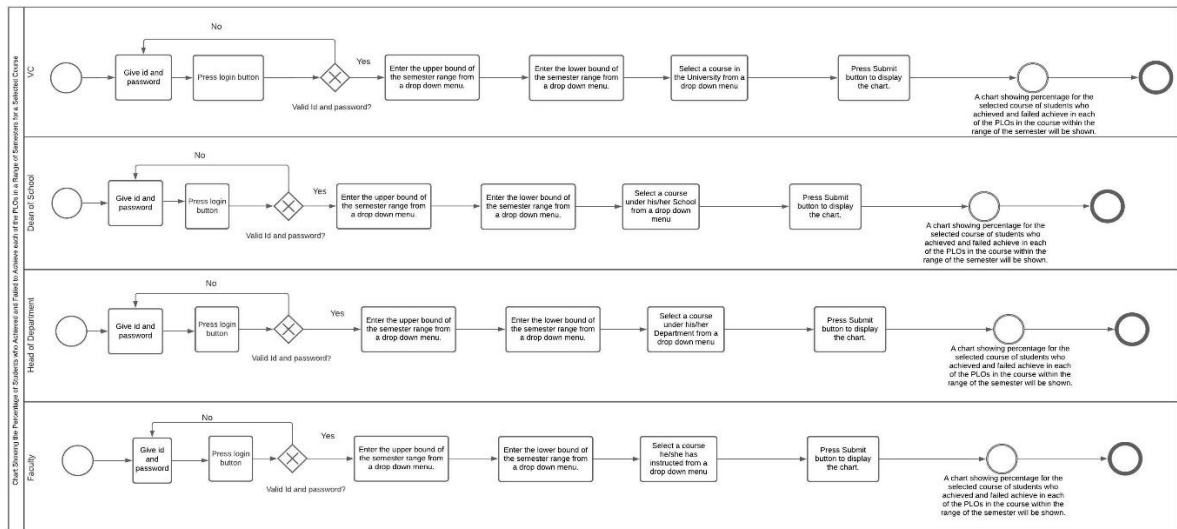 Chart Showing the Percentage of Students who Achieved and Failed to Achieve each of the PLOs in a Range of Semesters for a Selected Course
VC
No
Give id and
password
Press login button
Valid Id and password?
Yes
Enter the upper bound of
the semester range from
a drop down menu.
Enter the lower bound of
the semester range from
a drop down menu.
Select a course in
the University from a
drop down menu
Press Submit
button to display
the chart.
A chart showing percentage for the
selected course of students who
achieved and failed achieve in each
of the PLOs in the course within the
range of the semester will be shown.
Dean of School
No
Give id and
password
Press login
button
Valid Id and password?
Yes
Enter the upper bound of
the semester range from
a drop down menu.
Enter the lower bound of
the semester range from
a drop down menu.
Select a course
under his/her School
from a drop down
menu
Press Submit
button to display
the chart.
A chart showing percentage for the
selected course of students who
achieved and failed achieve in each
of the PLOs in the course within the
range of the semester will be shown.
Head of Department
No
Give id and
password
Press login
button
Valid Id and password?
Yes
Enter the upper bound of
the semester range from
a drop down menu.
Enter the lower bound of
the semester range from
a drop down menu.
Select a course
under his/her
Department from a
drop down menu
Press Submit
button to display the
chart.
A chart showing percentage for the
selected course of students who
achieved and failed achieve in each
of the PLOs in the course within the
range of the semester will be shown.
Faculty
No
Give id
and
password
Press login
button
Valid Id and password?
Yes
Enter the upper bound of
the semester range from
a drop down menu.
Enter the lower bound of
the semester range from
a drop down menu.
Select a course
he/she has
instructed from a
drop down menu
Press Submit
button to display
the chart.
A chart showing percentage for the
selected course of students who
achieved and failed achieve in each
of the PLOs in the course within the
range of the semester will be shown.